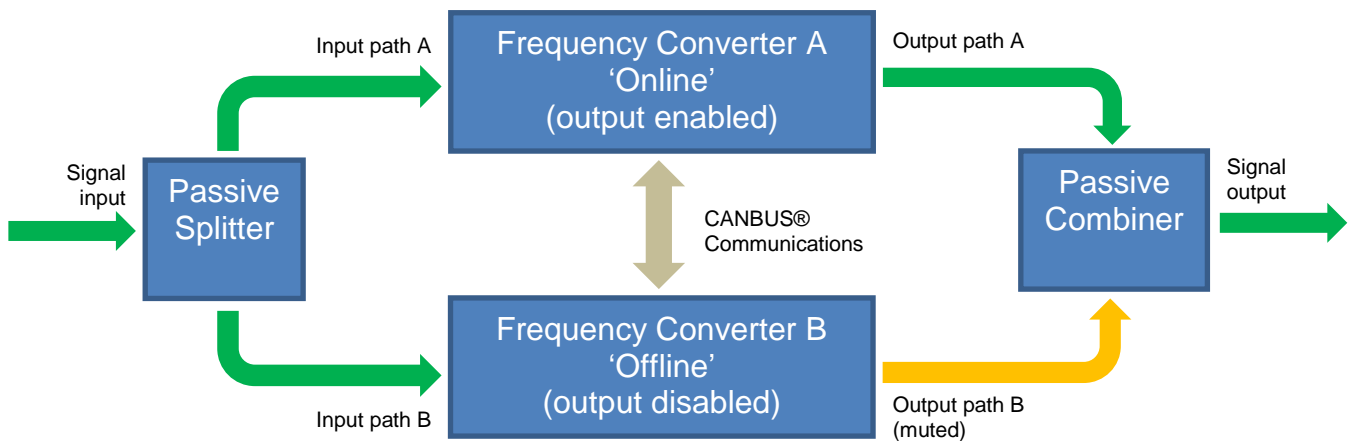 Input path A
Frequency Converter A
‘Online’
(output enabled)
Output path A
Signal
input
Passive
Splitter
CANBUS®
Communications
Passive
Combiner
Signal
output
Input path B
Frequency Converter B
‘Offline’
(output disabled)
Output path B
(muted)